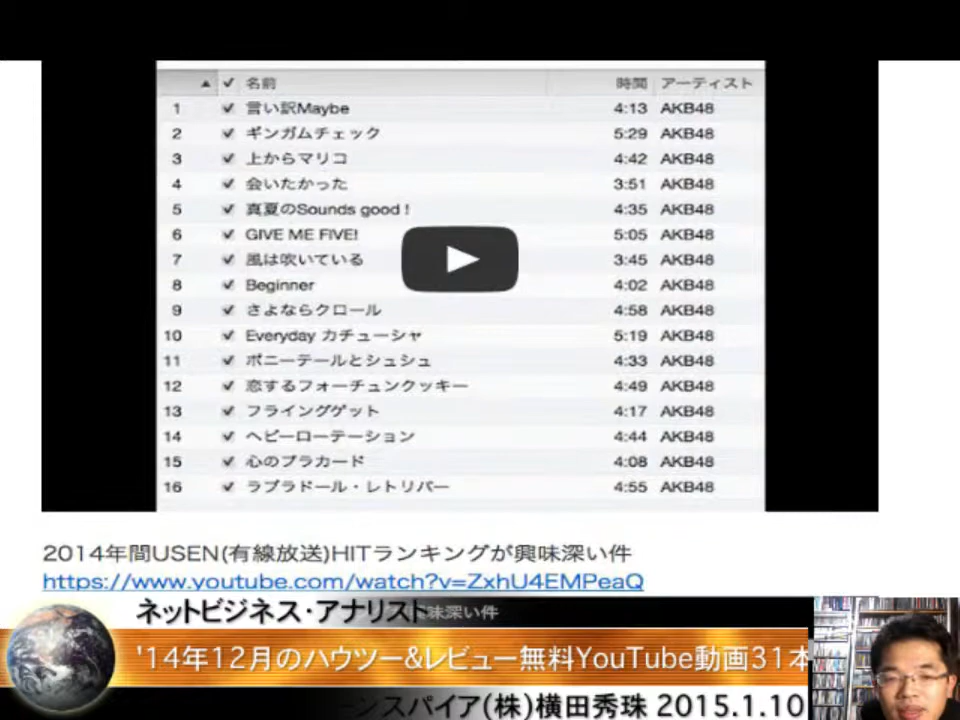 ▲ ✔ 名前 時間 アーティスト
1 ✔ 言い訳Maybe 4:13 AKB48
2 ✔ ギンガムチェック 5:29 AKB48
3 ✔ 上からマリコ 4:42 AKB48
4 ✔ 会いたかった 3:51 AKB48
5 ✔ 真夏のSounds good ! 4:35 AKB48
6 ✔ GIVE ME FIVE! 5:05 AKB48
7 ✔ 風は吹いている 3:45 AKB48
8 ✔ Beginner 4:02 AKB48
9 ✔ さよならクロール 4:58 AKB48
10 ✔ Everyday カチューシャ 5:19 AKB48
11 ✔ ポニーテールとシュシュ 4:33 AKB48
12 ✔ 恋するフォーチュンクッキー 4:49 AKB48
13 ✔ フライングゲット 4:17 AKB48
14 ✔ ヘビーローテーション 4:44 AKB48
15 ✔ 心のプラカード 4:08 AKB48
16 ✔ ラブラドール・レトリバー 4:55 AKB48
2014年間USEN(有線放送)HITランキングが興味深い件
https://www.youtube.com/watch?v=ZxhU4EMPeaQ
ネットビジネス・アナリスト 味深い件
'14年12月のハウツー&レビュー無料YouTube動画31本
ーンスパイア(株)横田秀珠 2015.1.10